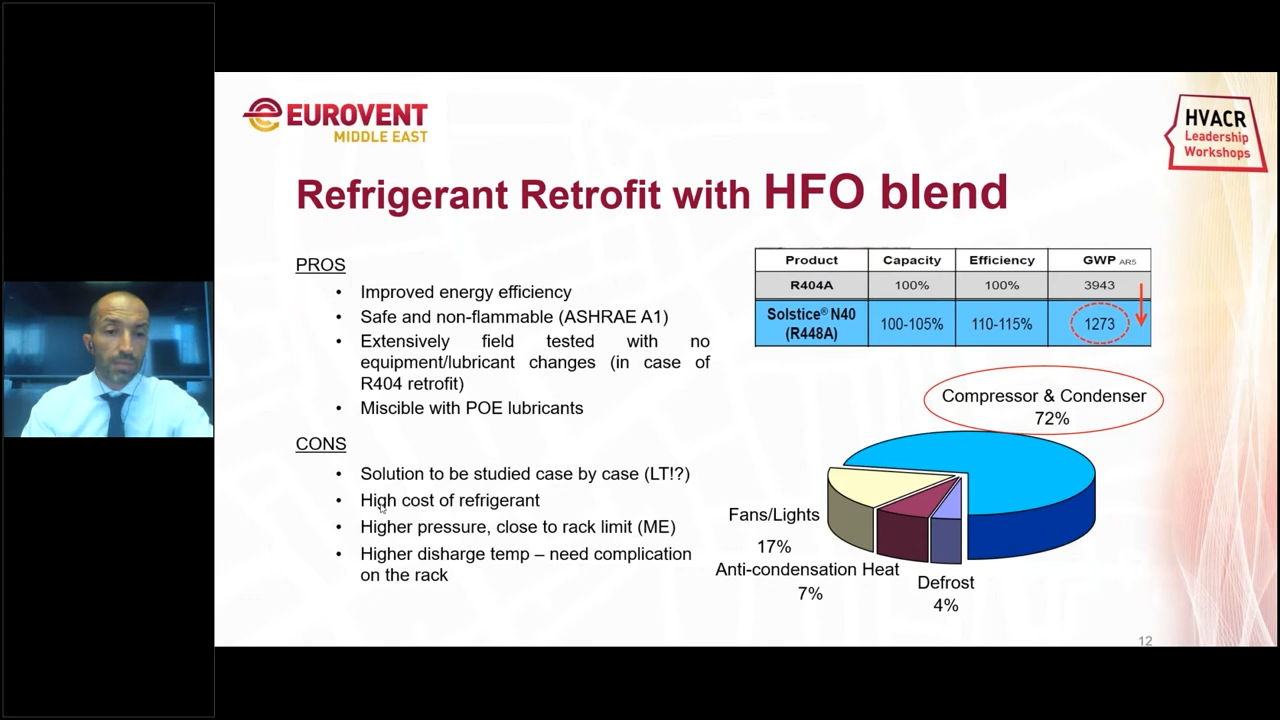 EUROVENT
MIDDLE EAST
HVACR
Leadership
Workshops
Refrigerant Retrofit with HFO blend
PROS
• Improved energy efficiency
• Safe and non-flammable (ASHRAE A1)
• Extensively field tested with no
equipment/lubricant changes (in case of
R404 retrofit)
• Miscible with POE lubricants
CONS
• Solution to be studied case by case (LT!?)
• High cost of refrigerant
• Higher pressure, close to rack limit (ME)
• Higher disharge temp – need complication
on the rack
Product Capacity Efficiency GWP AR5
R404A 100% 100% 3943
Solstice® N40
(R448A) 100-105% 110-115% 1273
Compressor & Condenser
72%
Fans/Lights
17%
Anti-condensation Heat
7%
Defrost
4%
12